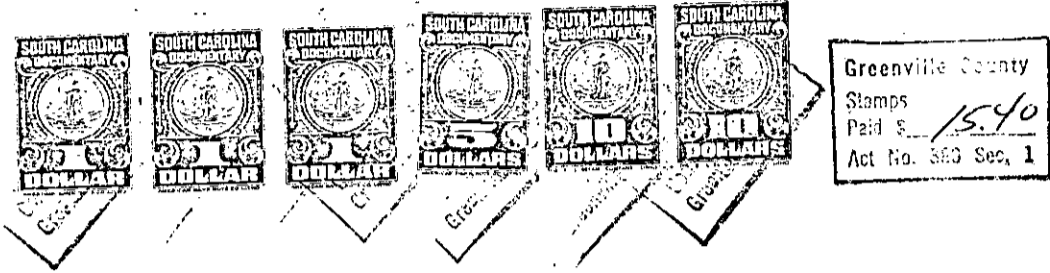 SOUTH CAROLINA
DOCUMENTARY
1
DOLLAR
SOUTH CAROLINA
DOCUMENTARY
1
DOLLAR
SOUTH CAROLINA
DOCUMENTARY
1
DOLLAR
SOUTH CAROLINA
DOCUMENTARY
5
DOLLARS
SOUTH CAROLINA
DOCUMENTARY
10
DOLLARS
SOUTH CAROLINA
DOCUMENTARY
10
DOLLARS
Greenville County
Stamps
Paid $ 15.40
Act No. 380 Sec. 1